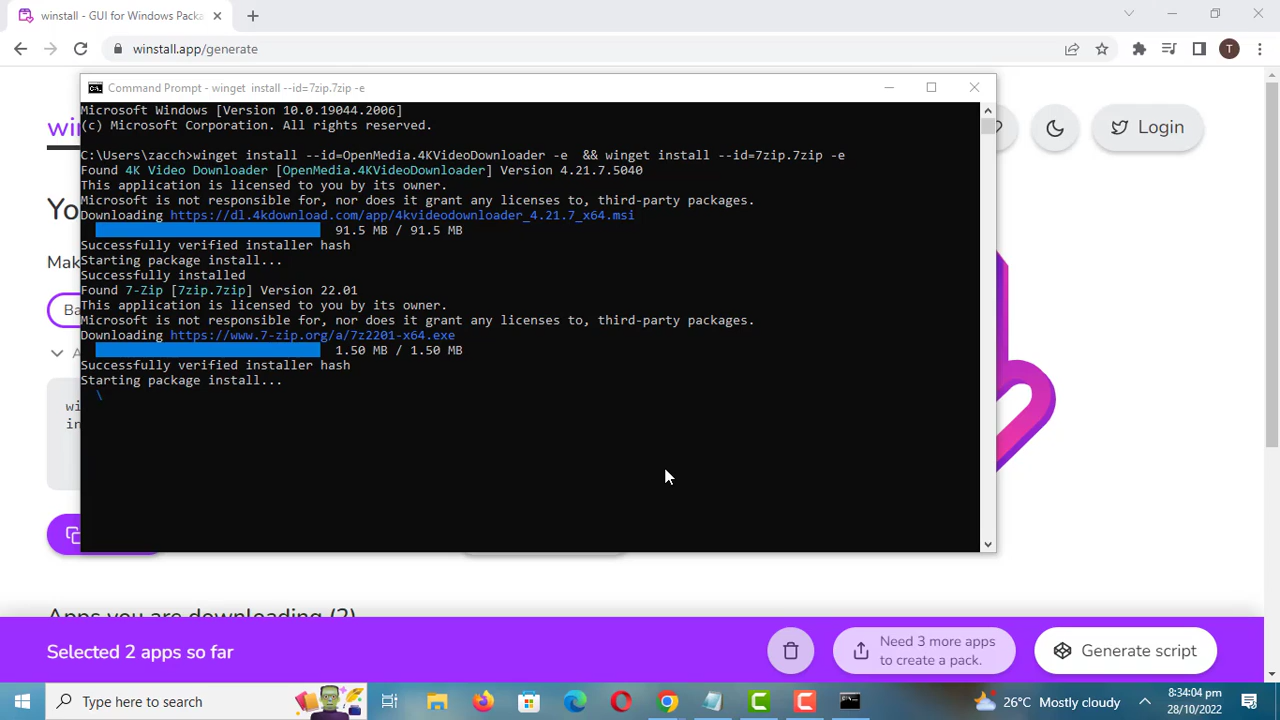 winstall - GUI for Windows Packa
winstall.app/generate
T
Command Prompt - winget install --id=7zip.7zip -e
Microsoft Windows [Version 10.0.19044.2006]
(c) Microsoft Corporation. All rights reserved.
Login
C:\Users\zacch>winget install --id=OpenMedia.4KVideoDownloader -e  && winget install --id=7zip.7zip -e
Found 4K Video Downloader [OpenMedia.4KVideoDownloader] Version 4.21.7.5040
This application is licensed to you by its owner.
Microsoft is not responsible for, nor does it grant any licenses to, third-party packages.
Downloading https://dl.4kdownload.com/app/4kvideodownloader_4.21.7_x64.msi
91.5 MB / 91.5 MB
Successfully verified installer hash
Starting package install...
Successfully installed
Found 7-Zip [7zip.7zip] Version 22.01
This application is licensed to you by its owner.
Microsoft is not responsible for, nor does it grant any licenses to, third-party packages.
Downloading https://www.7-zip.org/a/7z2201-x64.exe
1.50 MB / 1.50 MB
Successfully verified installer hash
Starting package install...
\
Apps you are downloading (2)
Selected 2 apps so far
Need 3 more apps
to create a pack.
Generate script
Type here to search
26°C Mostly cloudy
8:34:04 pm
28/10/2022